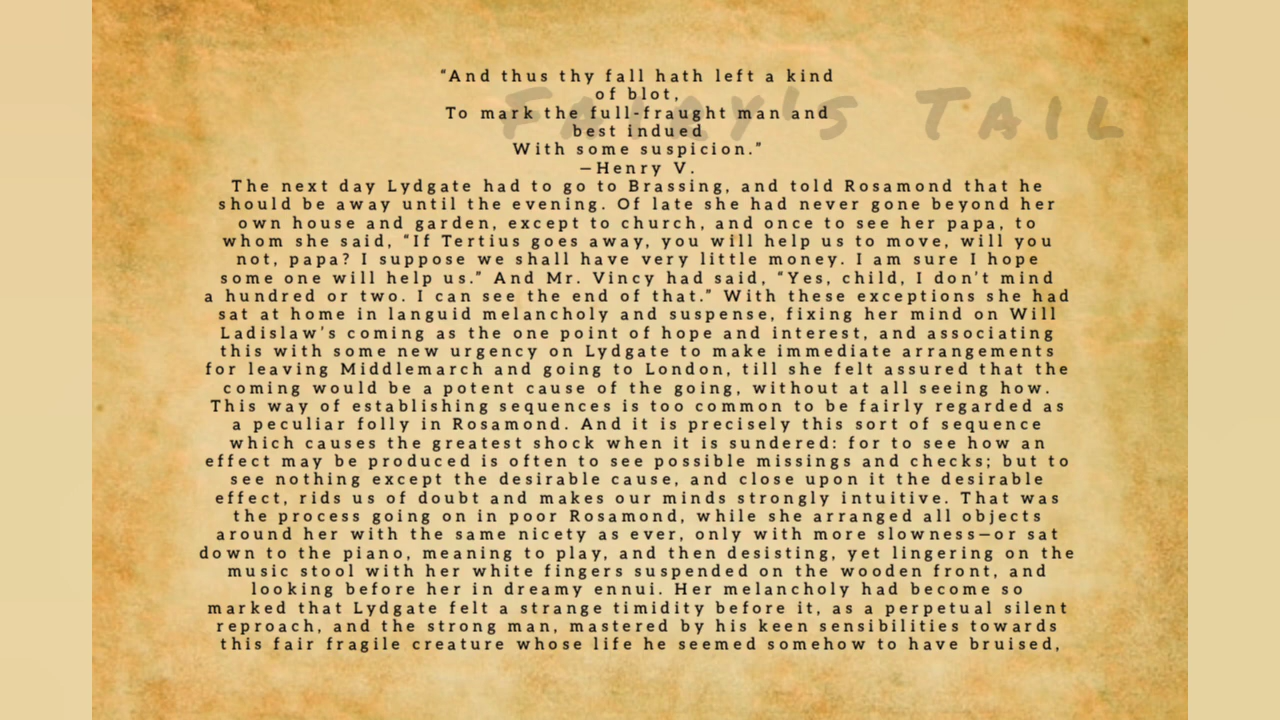 “And thus thy fall hath left a kind
of blot,
To mark the full-fraught man and
best indued
With some suspicion.”
—Henry V.
Fairy's Tail
The next day Lydgate had to go to Brassing, and told Rosamond that he
should be away until the evening. Of late she had never gone beyond her
own house and garden, except to church, and once to see her papa, to
whom she said, “If Tertius goes away, you will help us to move, will you
not, papa? I suppose we shall have very little money. I am sure I hope
some one will help us.” And Mr. Vincy had said, “Yes, child, I don’t mind
a hundred or two. I can see the end of that.” With these exceptions she had
sat at home in languid melancholy and suspense, fixing her mind on Will
Ladislaw’s coming as the one point of hope and interest, and associating
this with some new urgency on Lydgate to make immediate arrangements
for leaving Middlemarch and going to London, till she felt assured that the
coming would be a potent cause of the going, without at all seeing how.
This way of establishing sequences is too common to be fairly regarded as
a peculiar folly in Rosamond. And it is precisely this sort of sequence
which causes the greatest shock when it is sundered: for to see how an
effect may be produced is often to see possible missings and checks; but to
see nothing except the desirable cause, and close upon it the desirable
effect, rids us of doubt and makes our minds strongly intuitive. That was
the process going on in poor Rosamond, while she arranged all objects
around her with the same nicety as ever, only with more slowness—or sat
down to the piano, meaning to play, and then desisting, yet lingering on the
music stool with her white fingers suspended on the wooden front, and
looking before her in dreamy ennui. Her melancholy had become so
marked that Lydgate felt a strange timidity before it, as a perpetual silent
reproach, and the strong man, mastered by his keen sensibilities towards
this fair fragile creature whose life he seemed somehow to have bruised,